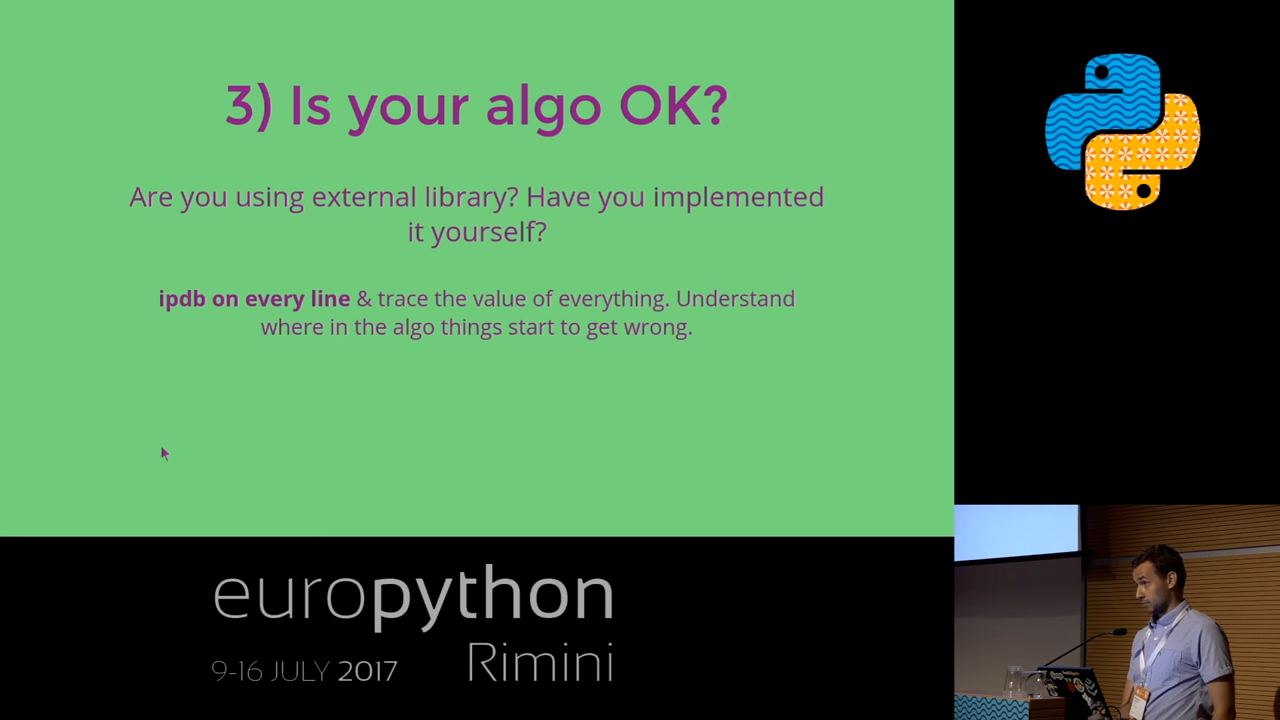 3) Is your algo OK?
Are you using external library? Have you implemented
it yourself?
ipdb on every line & trace the value of everything. Understand
where in the algo things start to get wrong.
europython
Rimini
9-16 JULY 2017